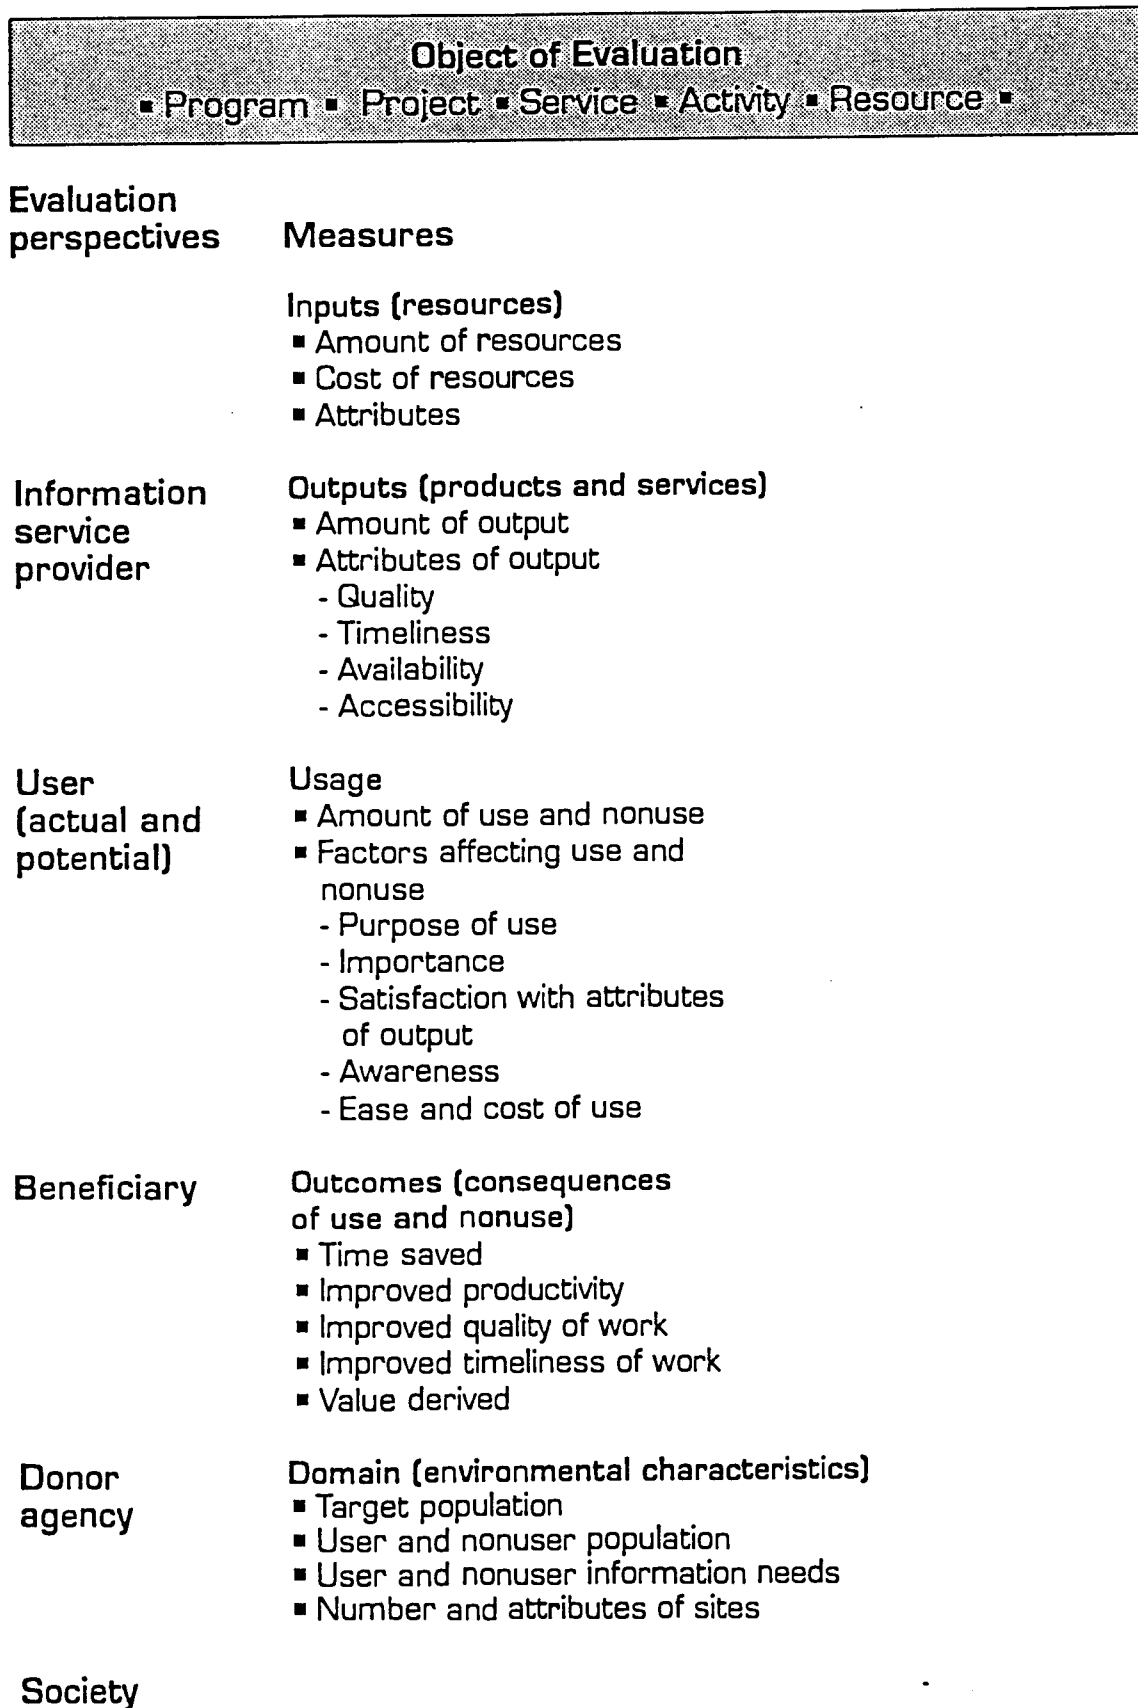 Object of Evaluation
▪ Program ▪ Project ▪ Service ▪ Activity ▪ Resource ▪
Evaluation
perspectives
Measures
Inputs (resources)
▪ Amount of resources
▪ Cost of resources
▪ Attributes
Information
service
provider
Outputs (products and services)
▪ Amount of output
▪ Attributes of output
- Quality
- Timeliness
- Availability
- Accessibility
User
(actual and
potential)
Usage
▪ Amount of use and nonuse
▪ Factors affecting use and
nonuse
- Purpose of use
- Importance
- Satisfaction with attributes
of output
- Awareness
- Ease and cost of use
Beneficiary
Outcomes (consequences
of use and nonuse)
▪ Time saved
▪ Improved productivity
▪ Improved quality of work
▪ Improved timeliness of work
▪ Value derived
Donor
agency
Domain (environmental characteristics)
▪ Target population
▪ User and nonuser population
▪ User and nonuser information needs
▪ Number and attributes of sites
Society